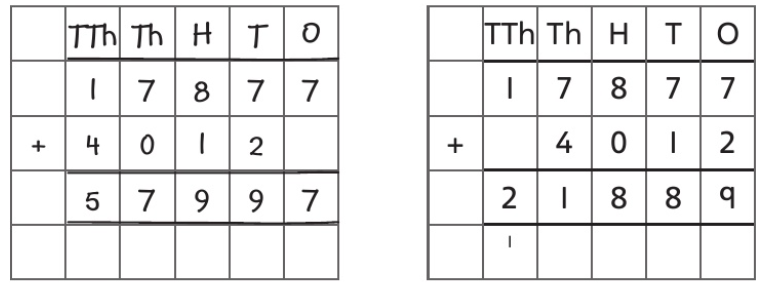 TTh Th H T O
1 7 8 7 7
+ 4 0 1 2
5 7 9 9 7
TTh Th H T O
1 7 8 7 7
+ 4 0 1 2
2 1 8 8 9
1